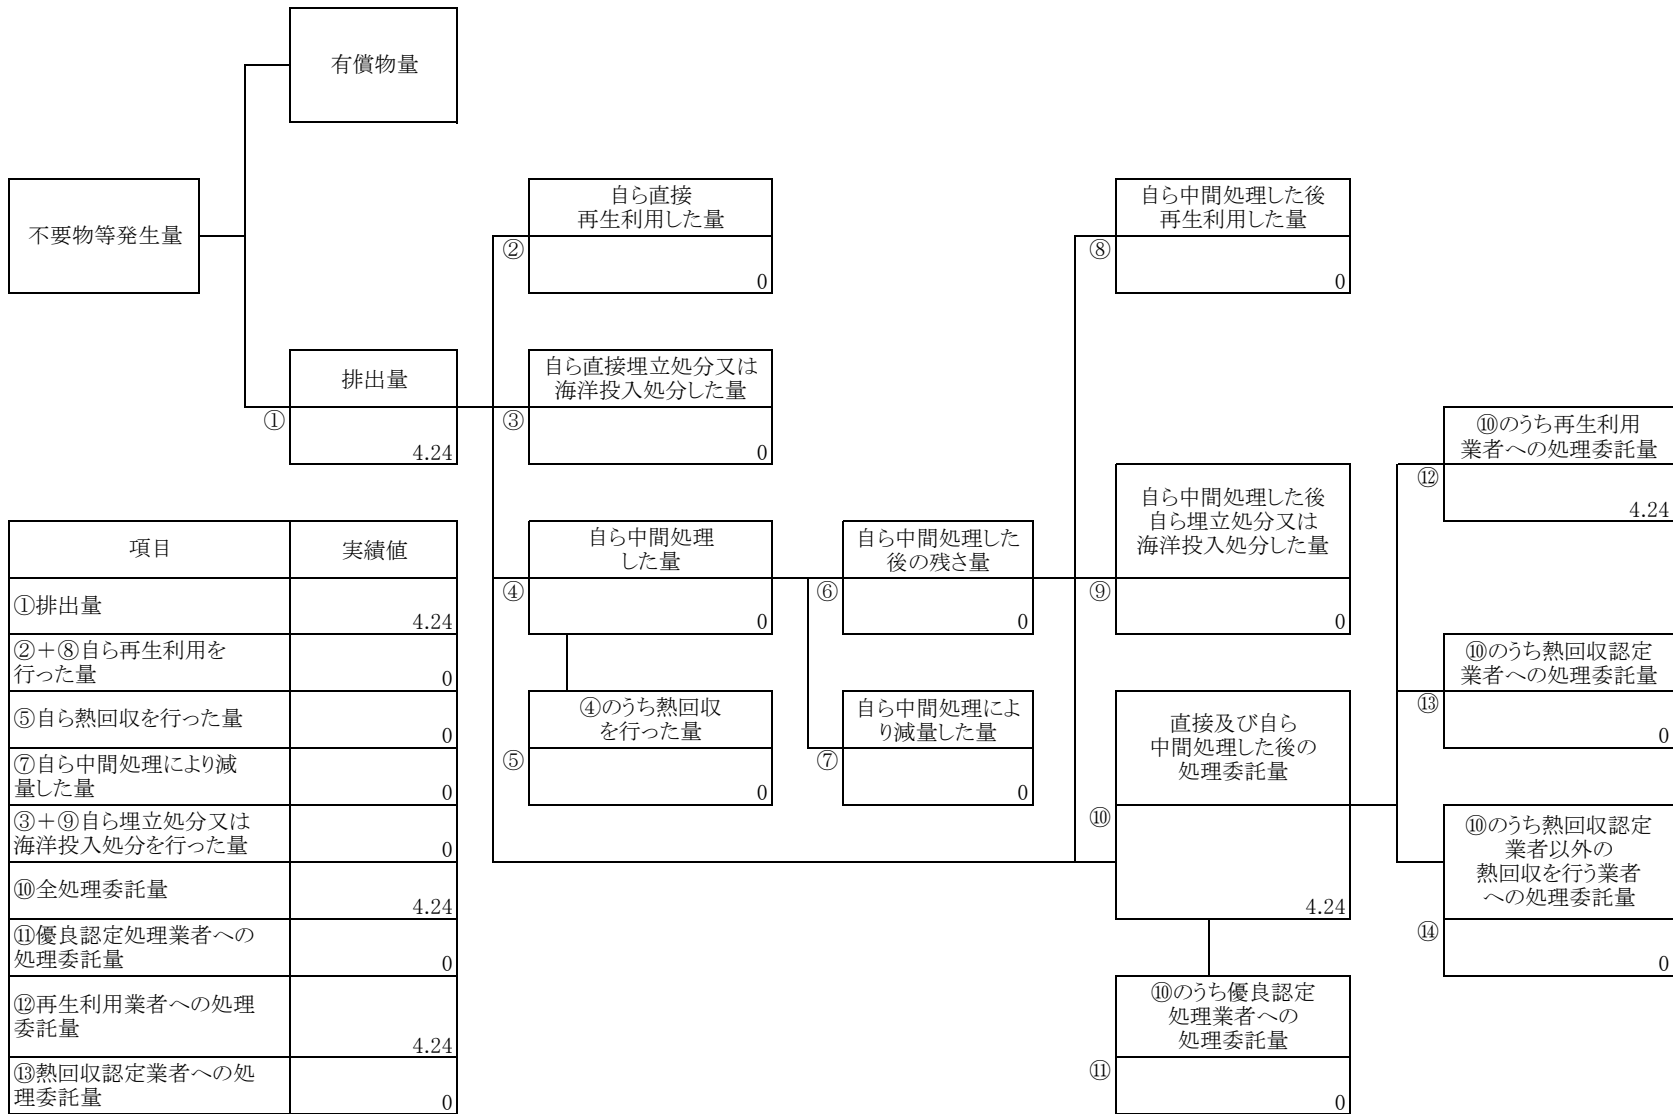 有償物量
不要物等発生量
自ら直接
再生利用した量
②
0
自ら中間処理した後
再生利用した量
⑧
0
排出量
①
4.24
自ら直接埋立処分又は
海洋投入処分した量
③
0
⑩のうち再生利用
業者への処理委託量
⑫
4.24
自ら中間処理
した量
④
0
自ら中間処理した
後の残さ量
⑥
0
自ら中間処理した後
自ら埋立処分又は
海洋投入処分した量
⑨
0
⑩のうち熱回収認定
業者への処理委託量
⑬
0
④のうち熱回収
を行った量
⑤
0
自ら中間処理によ
り減量した量
⑦
0
直接及び自ら
中間処理した後の
処理委託量
⑩
4.24
⑩のうち熱回収認定
業者以外の
熱回収を行う業者
への処理委託量
⑭
0
⑩のうち優良認定
処理業者への
処理委託量
⑪
0
項目 実績値
①排出量 4.24
②+⑧自ら再生利用を
行った量 0
⑤自ら熱回収を行った量 0
⑦自ら中間処理により減
量した量 0
③+⑨自ら埋立処分又は
海洋投入処分を行った量 0
⑩全処理委託量 4.24
⑪優良認定処理業者への
処理委託量 0
⑫再生利用業者への処理
委託量 4.24
⑬熱回収認定業者への処
理委託量 0